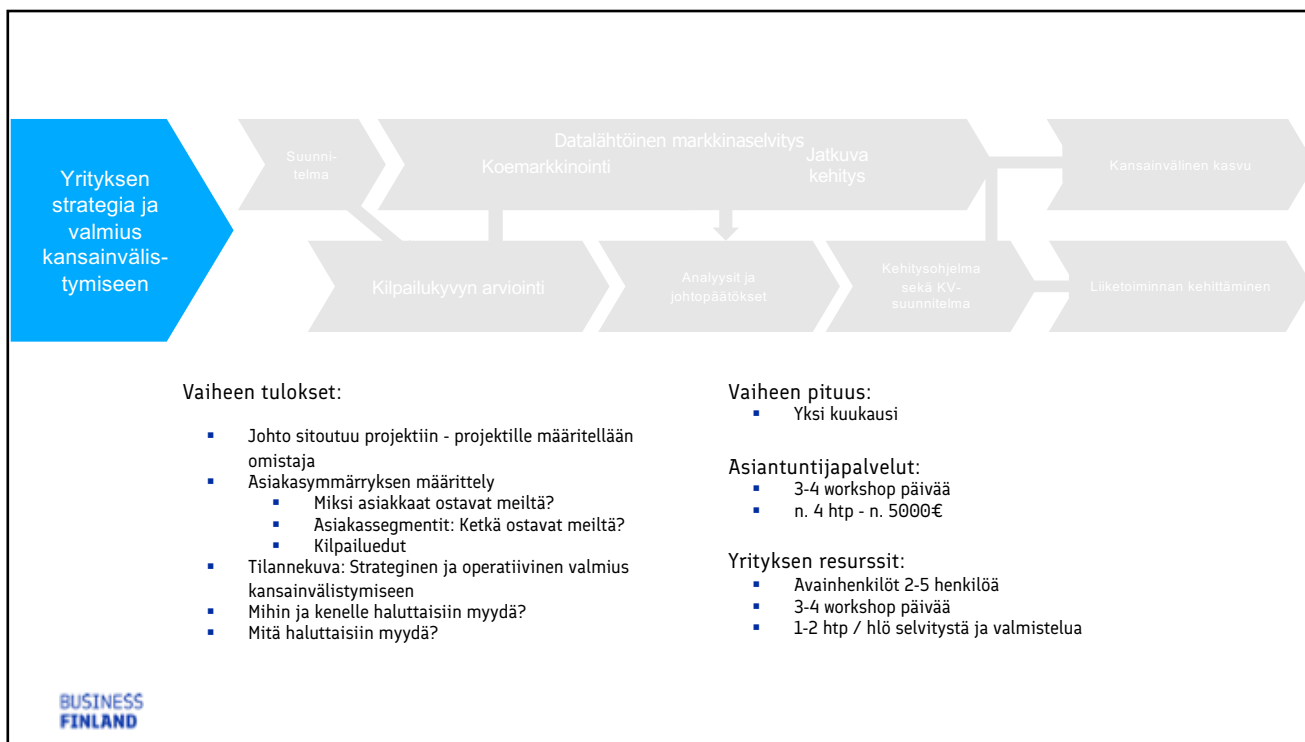 Yrityksen
strategia ja
valmius
kansainvälis-
tymiseen
Suunni-
telma
Datalähtöinen markkinaselvitys
Koemarkkinointi
Jatkuva
kehitys
Kansainvälinen kasvu
Kilpailukyvyn arviointi
Analyysit ja
johtopäätökset
Kehitysohjelma
sekä KV-
suunnitelma
Liiketoiminnan kehittäminen
Vaiheen tulokset:
▪ Johto sitoutuu projektiin - projektille määritellään
omistaja
▪ Asiakasymmärryksen määrittely
▪ Miksi asiakkaat ostavat meiltä?
▪ Asiakassegmentit: Ketkä ostavat meiltä?
▪ Kilpailuedut
▪ Tilannekuva: Strateginen ja operatiivinen valmius
kansainvälistymiseen
▪ Mihin ja kenelle haluttaisiin myydä?
▪ Mitä haluttaisiin myydä?
Vaiheen pituus:
▪ Yksi kuukausi
Asiantuntijapalvelut:
▪ 3-4 workshop päivää
▪ n. 4 htp - n. 5000€
Yrityksen resurssit:
▪ Avainhenkilöt 2-5 henkilöä
▪ 3-4 workshop päivää
▪ 1-2 htp / hlö selvitystä ja valmistelua
BUSINESS
FINLAND